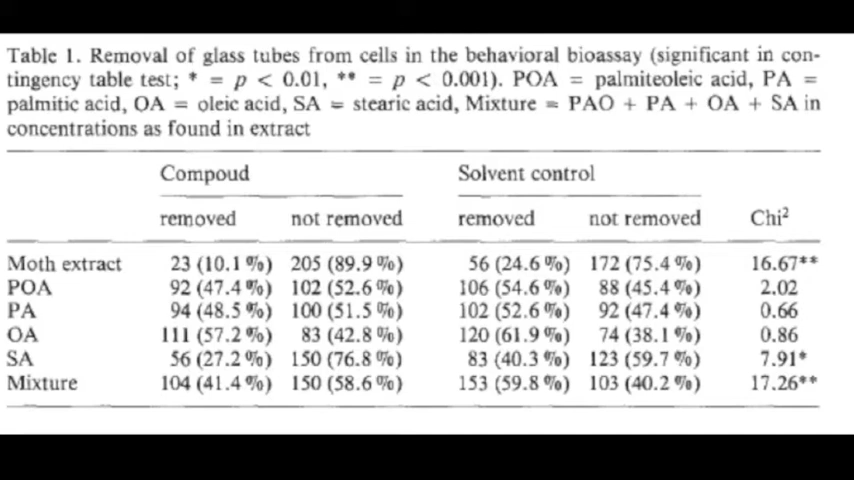 Table 1. Removal of glass tubes from cells in the behavioral bioassay (significant in con-
tingency table test; * = p < 0.01, ** = p < 0.001). POA = palmiteoleic acid, PA =
palmitic acid, OA = oleic acid, SA = stearic acid, Mixture = PAO + PA + OA + SA in
concentrations as found in extract
Compoud Solvent control
removed not removed removed not removed Chi²
Moth extract 23 (10.1 %) 205 (89.9 %) 56 (24.6 %) 172 (75.4 %) 16.67**
POA 92 (47.4 %) 102 (52.6 %) 106 (54.6 %) 88 (45.4 %) 2.02
PA 94 (48.5 %) 100 (51.5 %) 102 (52.6 %) 92 (47.4 %) 0.66
OA 111 (57.2 %) 83 (42.8 %) 120 (61.9 %) 74 (38.1 %) 0.86
SA 56 (27.2 %) 150 (76.8 %) 83 (40.3 %) 123 (59.7 %) 7.91*
Mixture 104 (41.4 %) 150 (58.6 %) 153 (59.8 %) 103 (40.2 %) 17.26**